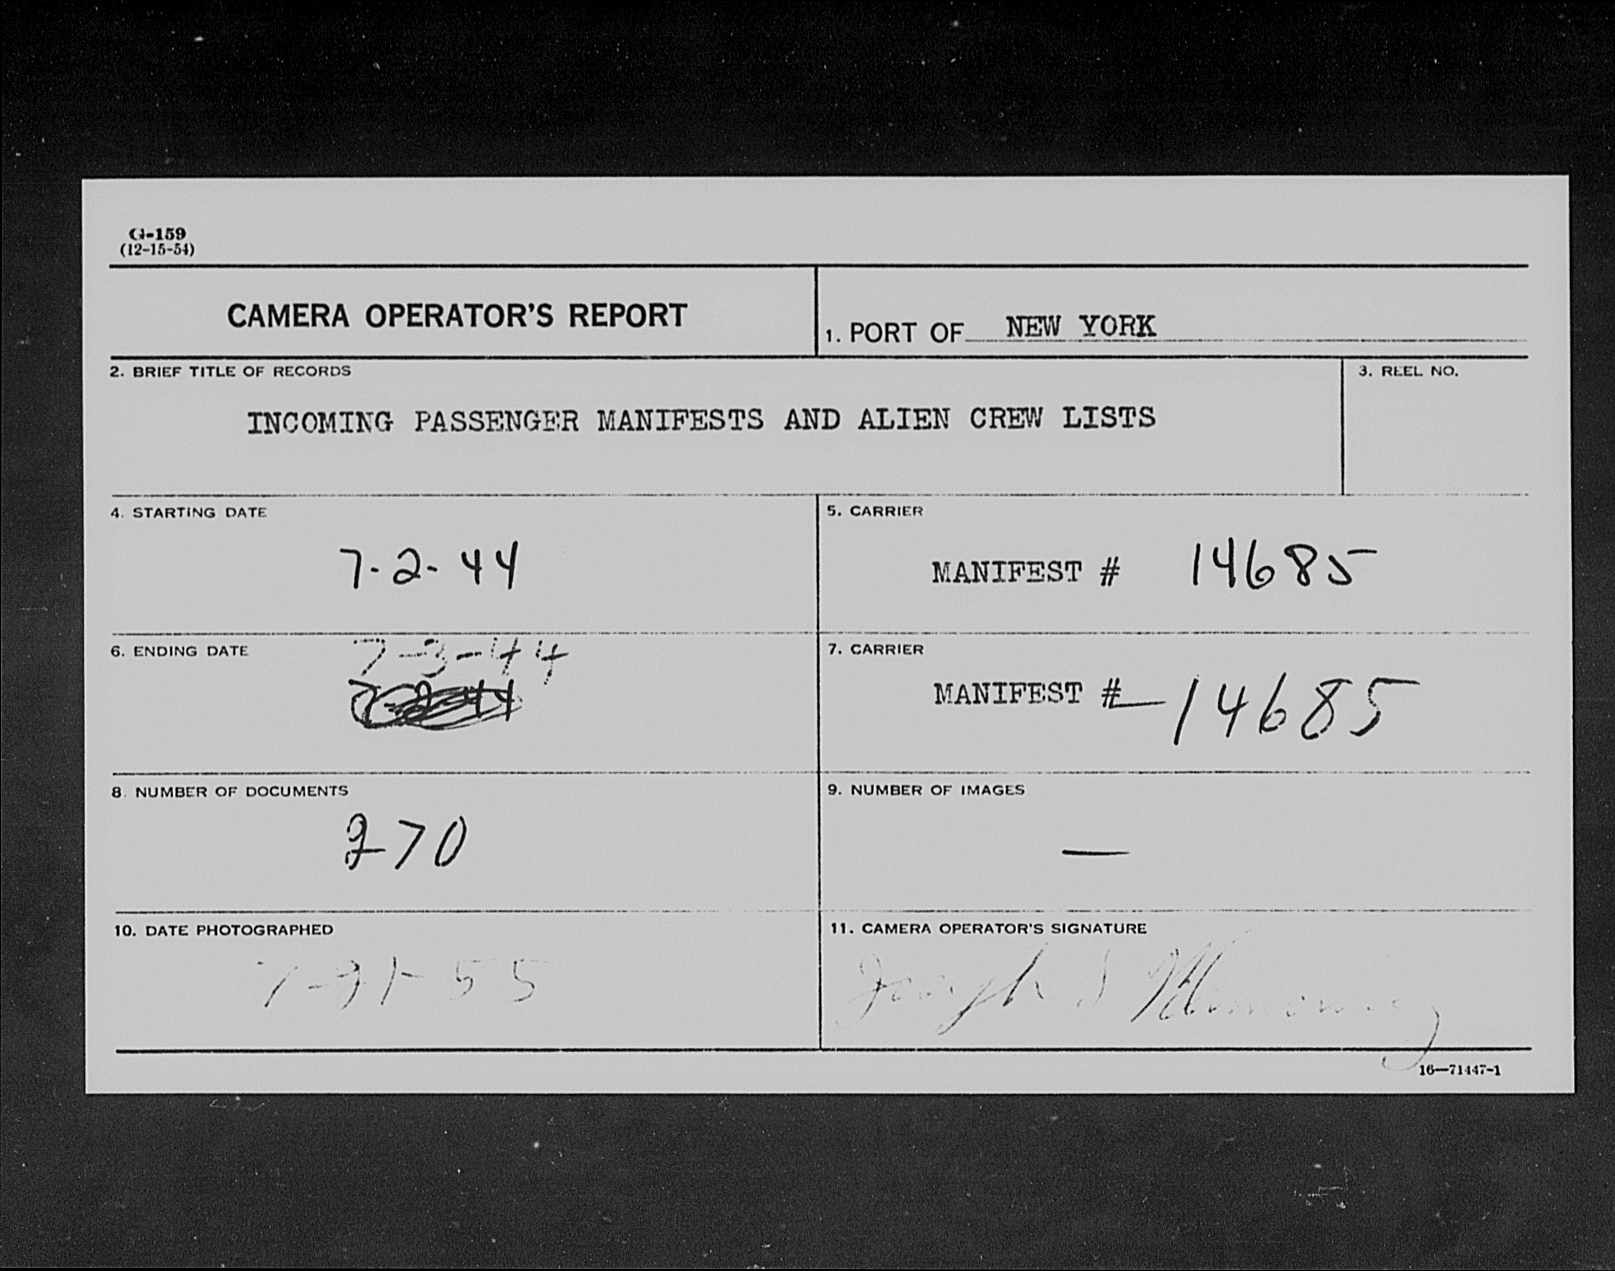 G-159
(12-15-54)
CAMERA OPERATOR'S REPORT
1. PORT OF NEW YORK
2. BRIEF TITLE OF RECORDS
3. REEL NO.
INCOMING PASSENGER MANIFESTS AND ALIEN CREW LISTS
4. STARTING DATE
5. CARRIER
7-2-44
MANIFEST # 14685
6. ENDING DATE
7-3-44
7-2-44
7. CARRIER
MANIFEST # 14685
8. NUMBER OF DOCUMENTS
9. NUMBER OF IMAGES
270
—
10. DATE PHOTOGRAPHED
11. CAMERA OPERATOR'S SIGNATURE
Joseph
16—71447-1